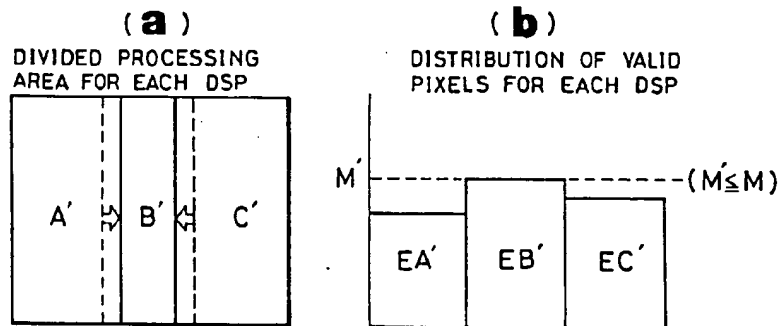 (a)
DIVIDED PROCESSING
AREA FOR EACH DSP
A′ B′ C′
(b)
DISTRIBUTION OF VALID
PIXELS FOR EACH DSP
M′ (M′≦M)
EA′ EB′ EC′